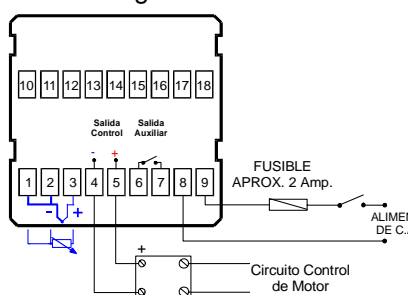 10 11 12 13 14 15 16 17 18
Salida Salida
Control Auxiliar
- +
1 2 3 4 5 6 7 8 9
- +
FUSIBLE
APROX. 2 Amp.
DE C.A
+
Circuito Control
de Motor
-